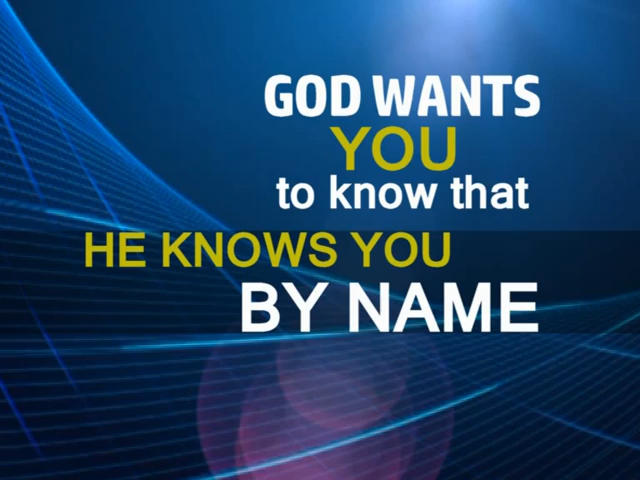 GOD WANTS
YOU
to know that
HE KNOWS YOU
BY NAME